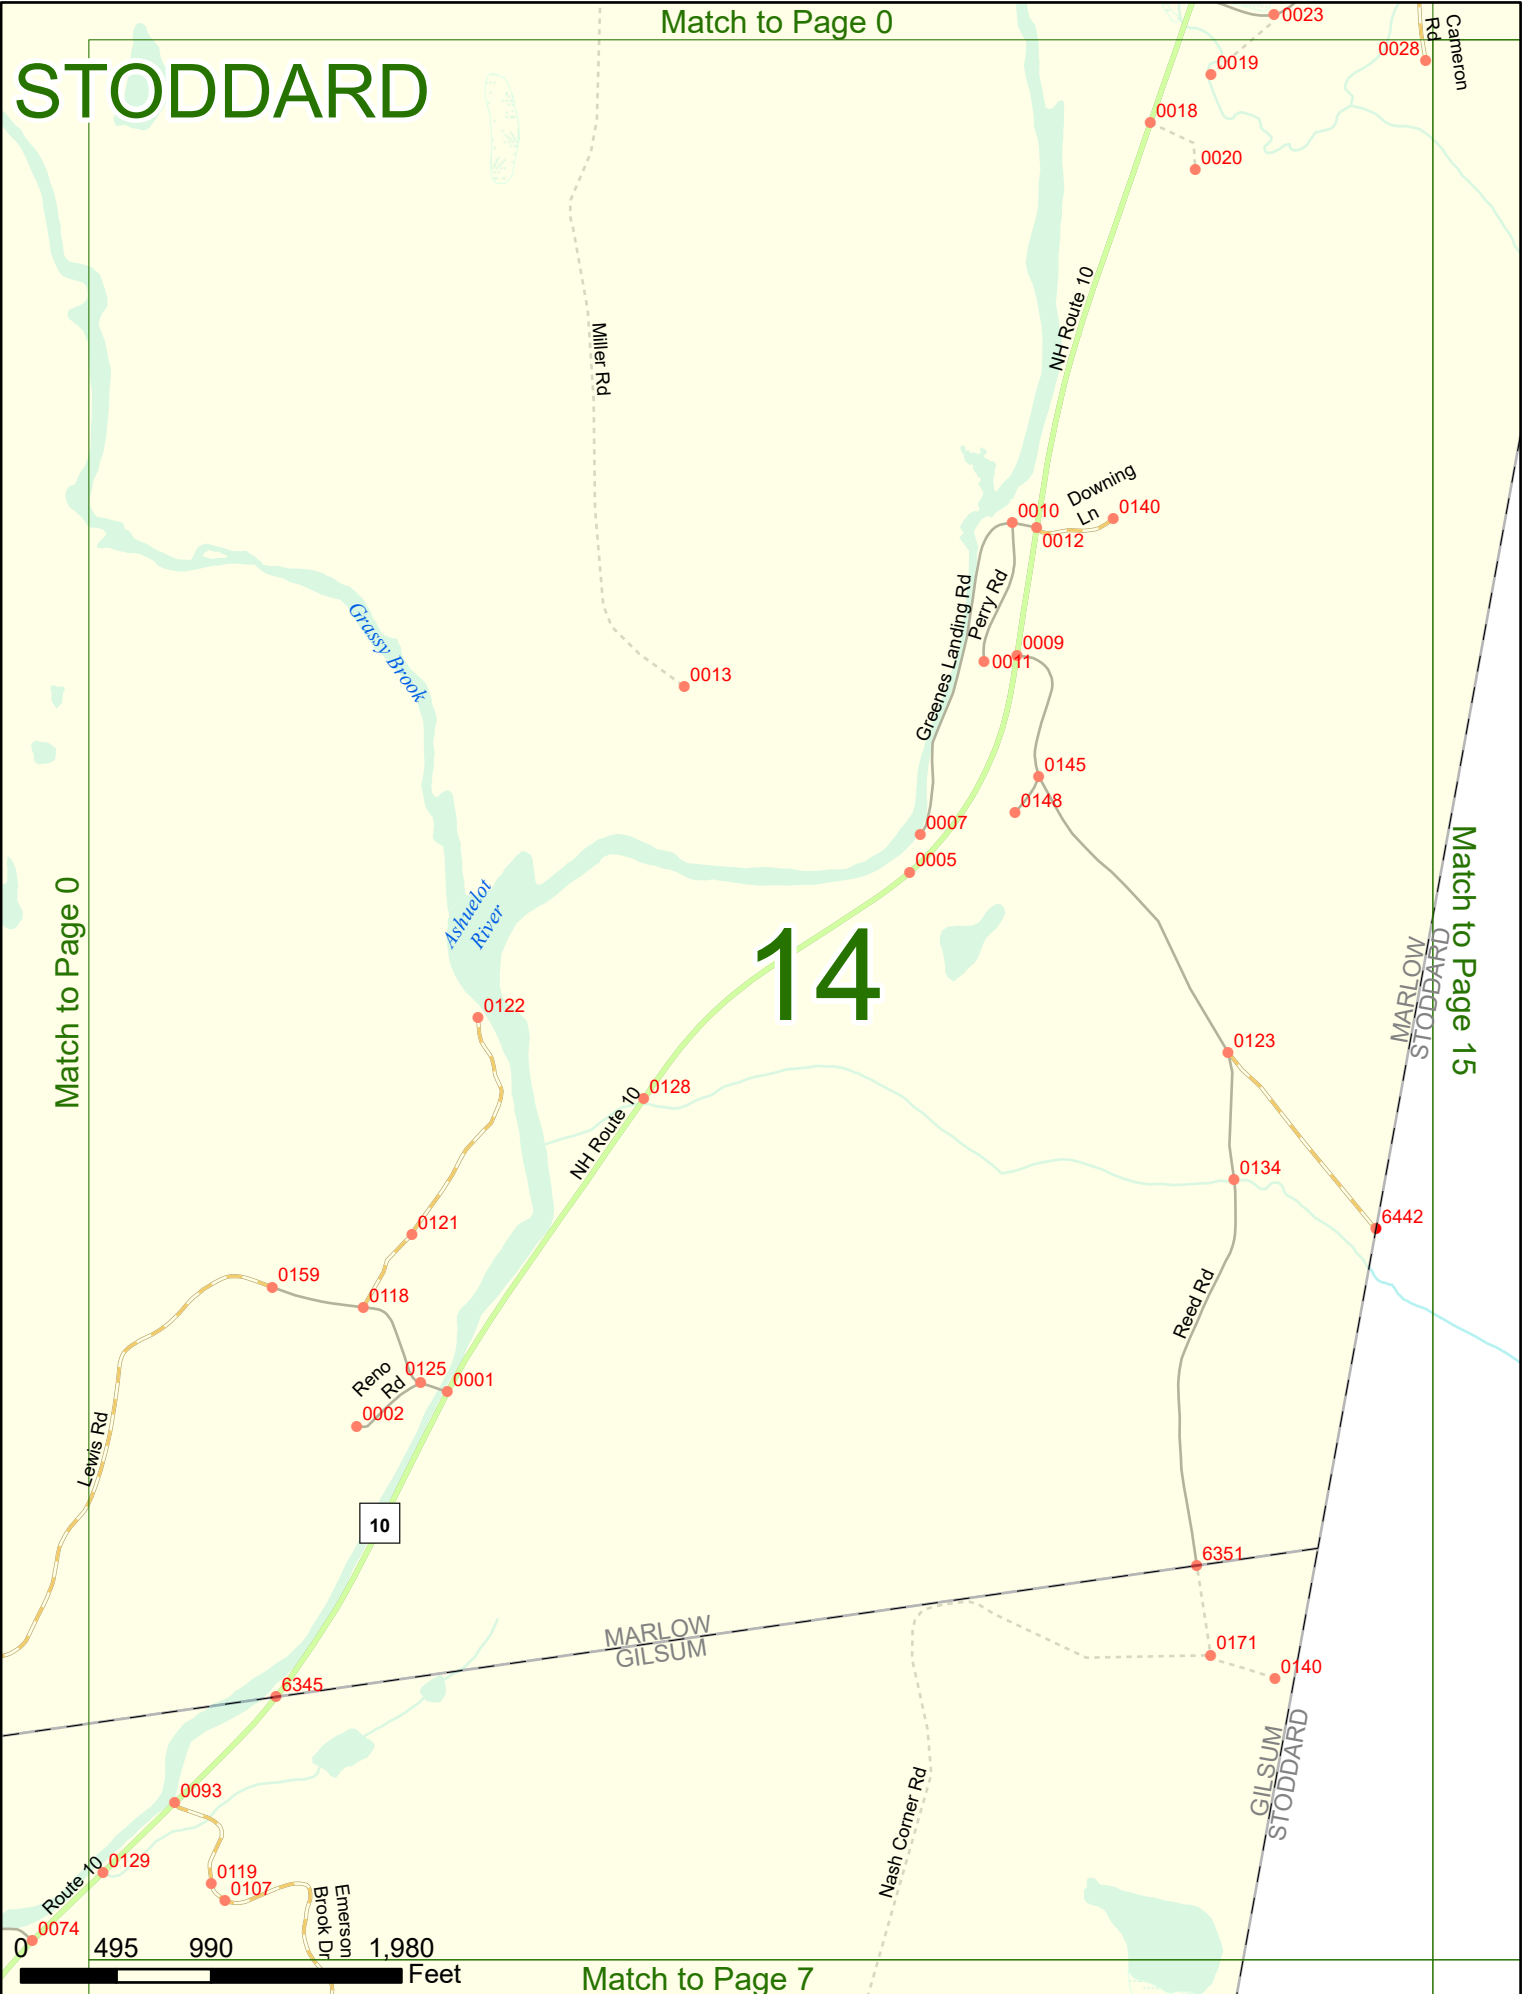 Match to Page 0
0023
Cameron
Rd
0028
STODDARD
0019
0018
0020
NH Route 10
Miller Rd
Downing
Ln
0140
0010
0012
Grassy Brook
Greenes Landing Rd
Perry Rd
0009
0011
0013
0145
0148
0007
0005
Match to Page 0
Ashuelot
River
14
Match to Page 15
MARLOW
STODDARD
0122
0123
0128
NH Route 10
0134
6442
0121
0159
0118
Reed Rd
Reno
Rd
0125
0001
0002
Lewis Rd
10
6351
MARLOW
GILSUM
0171
0140
6345
GILSUM
STODDARD
0093
Nash Corner Rd
0129
0119
0107
Route 10
Emerson
Brook Dr
0074
0 495 990 1,980
Feet
Match to Page 7